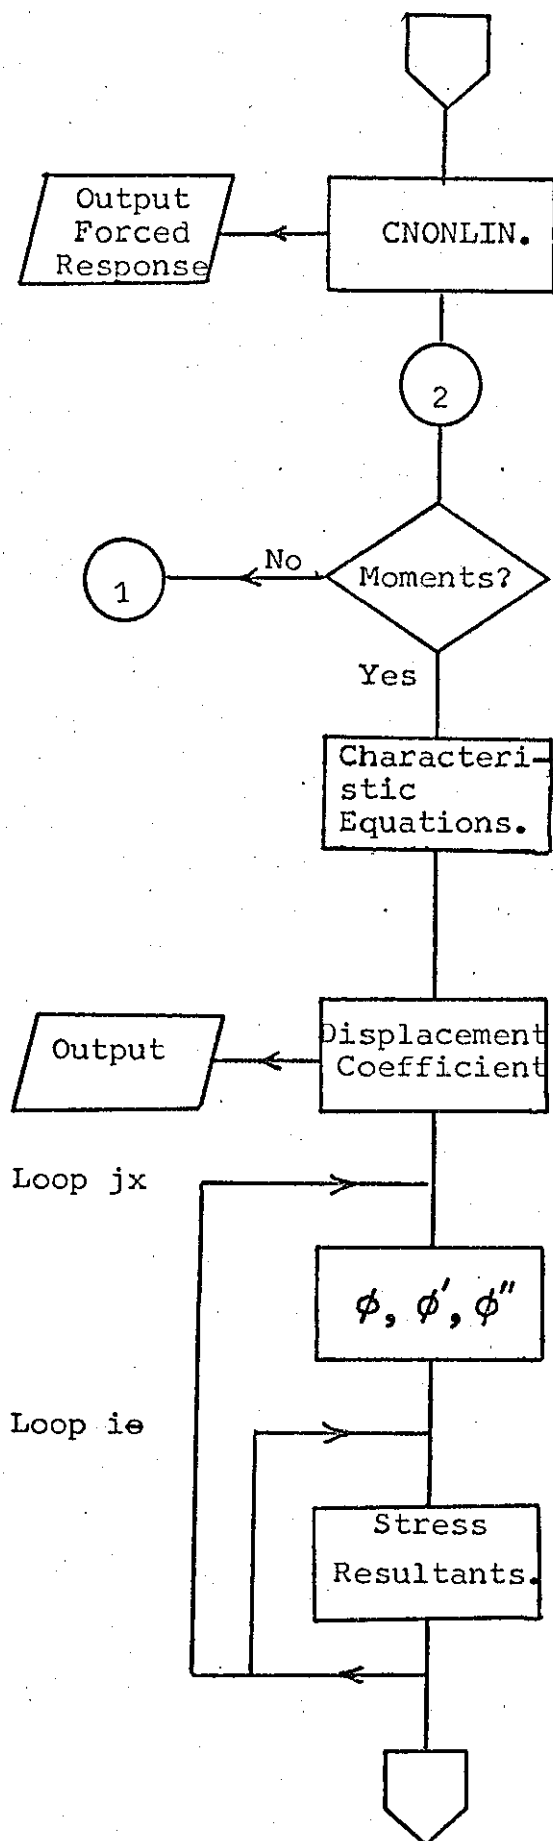 Output
Forced
Response
CNONLIN.
2
No
1
Moments?
Yes
Characteri-
stic
Equations.
Output
Displacement
Coefficient
Loop jx
ϕ, ϕ′, ϕ″
Loop iɵ
Stress
Resultants.